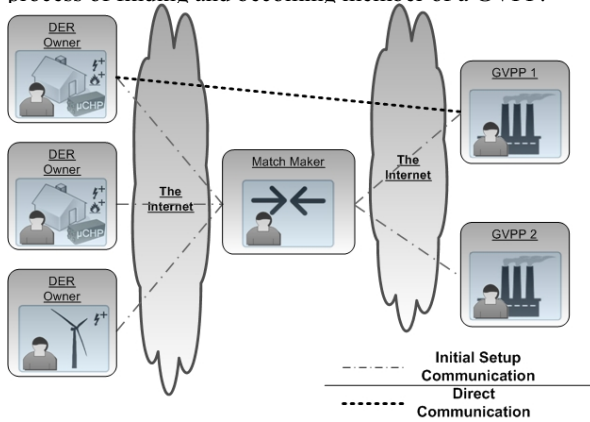 process of finding and becoming member of a GVPP.
DER
Owner
μCHP
DER
Owner
μCHP
DER
Owner
The
Internet
Match Maker
The
Internet
GVPP 1
GVPP 2
Initial Setup
Communication
Direct
Communication